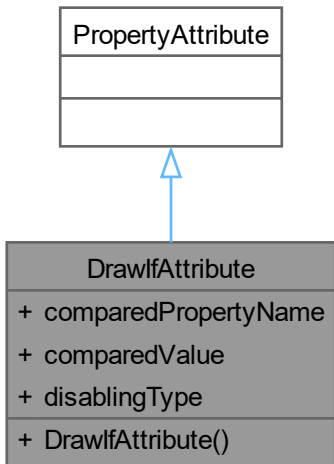 PropertyAttribute
DrawIfAttribute
+ comparedPropertyName
+ comparedValue
+ disablingType
+ DrawIfAttribute()